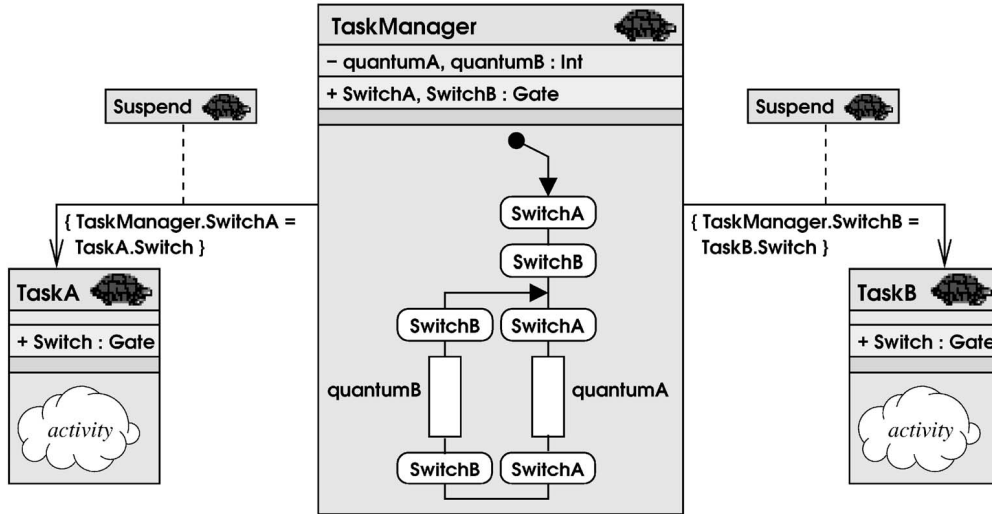 TaskManager
– quantumA, quantumB : Int
+ SwitchA, SwitchB : Gate
Suspend
Suspend
SwitchA
{ TaskManager.SwitchA =
TaskA.Switch }
{ TaskManager.SwitchB =
TaskB.Switch }
SwitchB
TaskA
+ Switch : Gate
activity
SwitchB
SwitchA
quantumB
quantumA
SwitchB
SwitchA
TaskB
+ Switch : Gate
activity